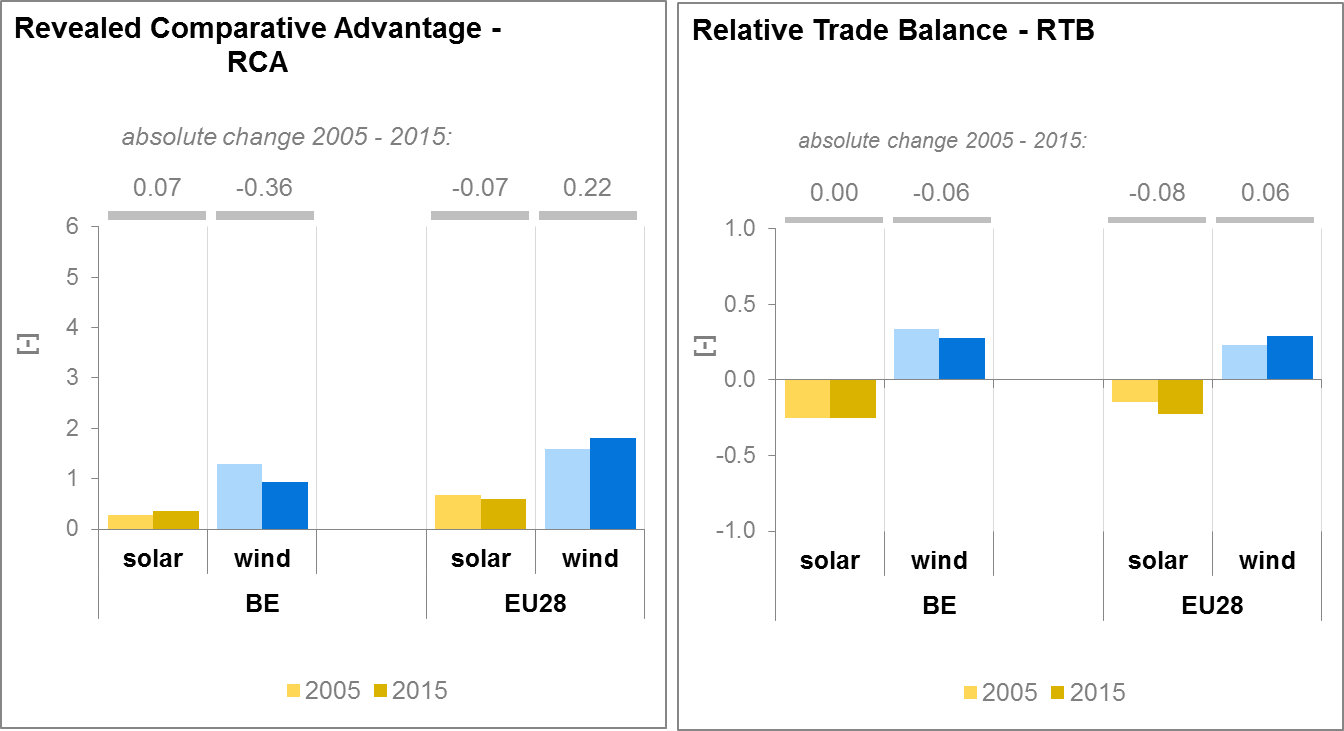 Revealed Comparative Advantage -
RCA
absolute change 2005 - 2015:
0.07 -0.36 -0.07 0.22
6
5
4
3
2
1
0
[-]
solar wind solar wind
BE EU28
2005 2015
Relative Trade Balance - RTB
absolute change 2005 - 2015:
0.00 -0.06 -0.08 0.06
1.0
0.5
0.0
-0.5
-1.0
[-]
solar wind solar wind
BE EU28
2005 2015